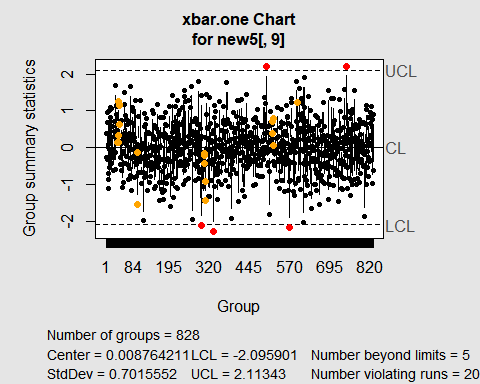 xbar.one Chart
for new5[, 9]
Group summary statistics
2
1
0
-1
-2
UCL
CL
LCL
1 84 195 320 445 570 695 820
Group
Number of groups = 828
Center = 0.008764211 LCL = -2.095901 Number beyond limits = 5
StdDev = 0.7015552 UCL = 2.11343 Number violating runs = 20